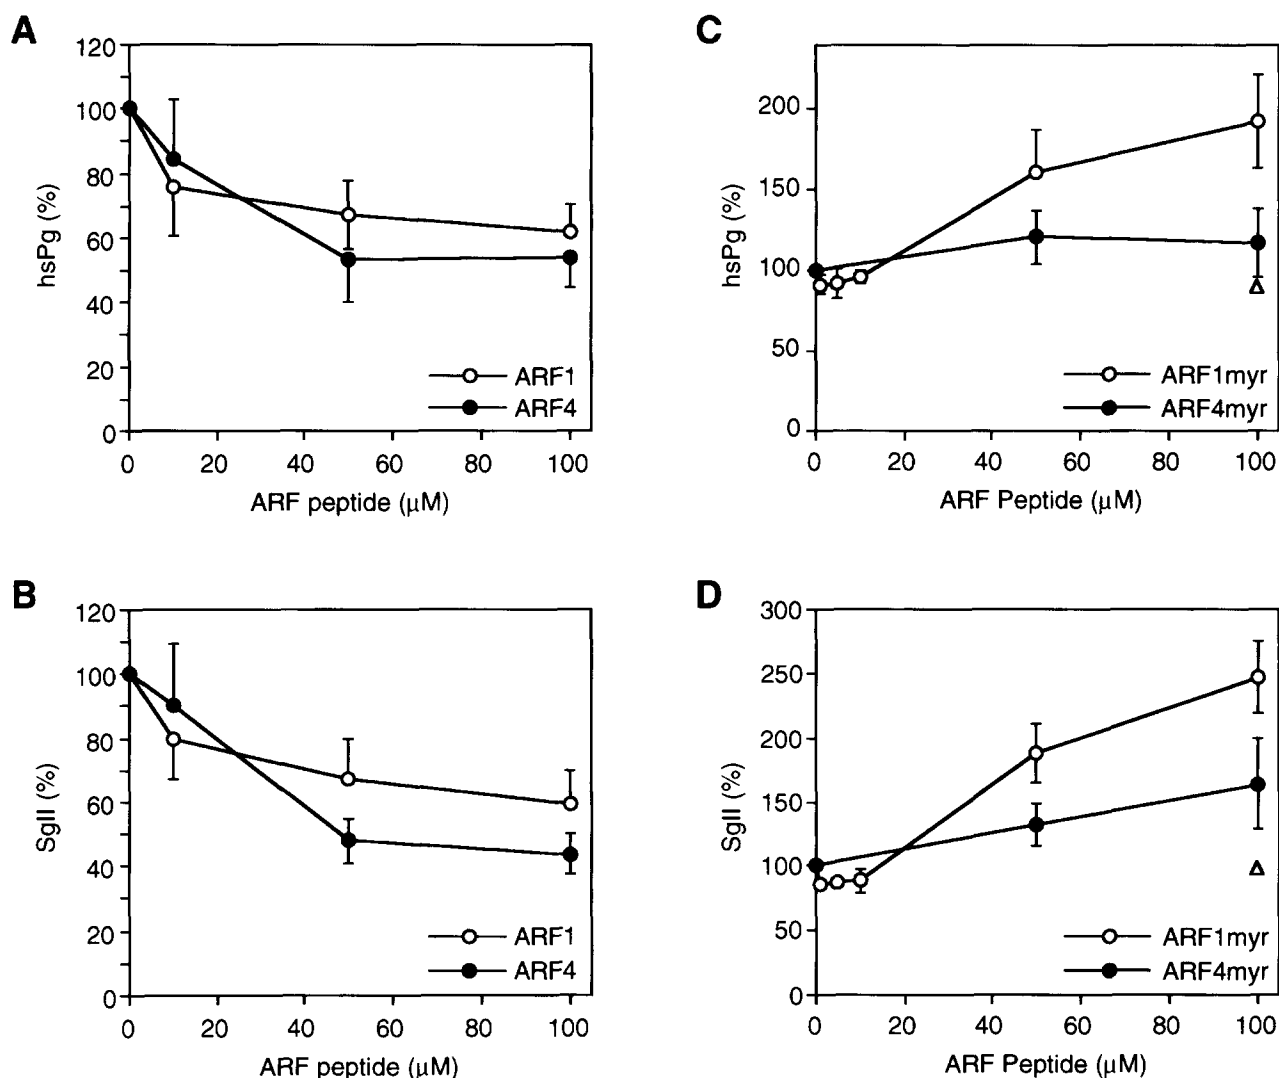 A
120
100
80
60
40
20
0
hsPg (%)
ARF1
ARF4
0 20 40 60 80 100
ARF peptide (μM)
C
200
150
100
50
0
hsPg (%)
Δ
ARF1myr
ARF4myr
0 20 40 60 80 100
ARF Peptide (μM)
B
120
100
80
60
40
20
0
SgII (%)
ARF1
ARF4
0 20 40 60 80 100
ARF peptide (μM)
D
300
250
200
150
100
50
0
SgII (%)
Δ
ARF1myr
ARF4myr
0 20 40 60 80 100
ARF Peptide (μM)